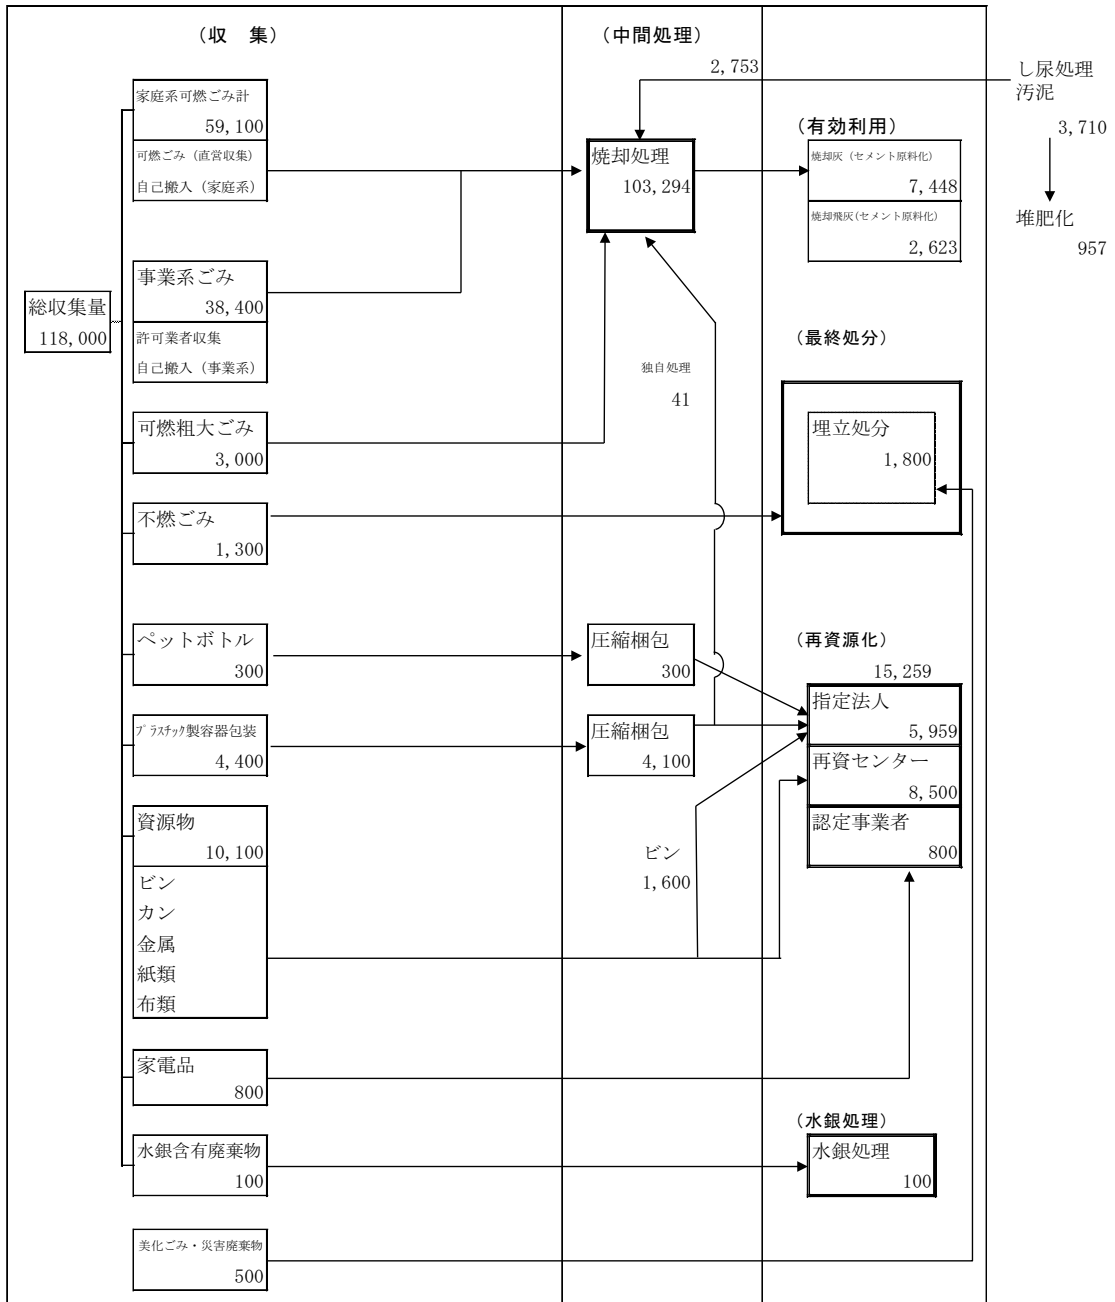 （収　集）
（中間処理）
2,753
し尿処理
汚泥
3,710
堆肥化
957
家庭系可燃ごみ計
59,100
可燃ごみ（直営収集）
自己搬入（家庭系）
焼却処理
103,294
（有効利用）
焼却灰（セメント原料化）
7,448
焼却飛灰(セメント原料化)
2,623
総収集量
118,000
事業系ごみ
38,400
許可業者収集
自己搬入（事業系）
独自処理
41
（最終処分）
埋立処分
1,800
可燃粗大ごみ
3,000
不燃ごみ
1,300
ペットボトル
300
圧縮梱包
300
（再資源化）
15,259
指定法人
5,959
再資センター
8,500
認定事業者
800
プラスチック製容器包装
4,400
圧縮梱包
4,100
資源物
10,100
ビン
カン
金属
紙類
布類
ビン
1,600
家電品
800
水銀含有廃棄物
100
（水銀処理）
水銀処理
100
美化ごみ・災害廃棄物
500